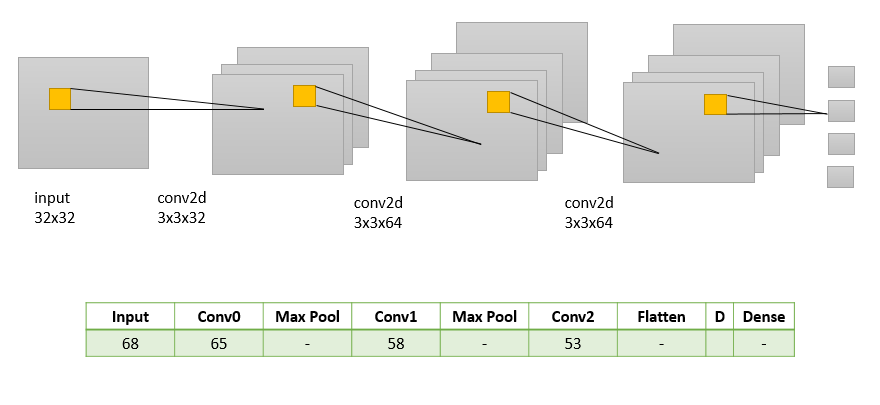 input
32x32
conv2d
3x3x32
conv2d
3x3x64
conv2d
3x3x64
Input Conv0 Max Pool Conv1 Max Pool Conv2 Flatten D Dense
68 65 - 58 - 53 - -